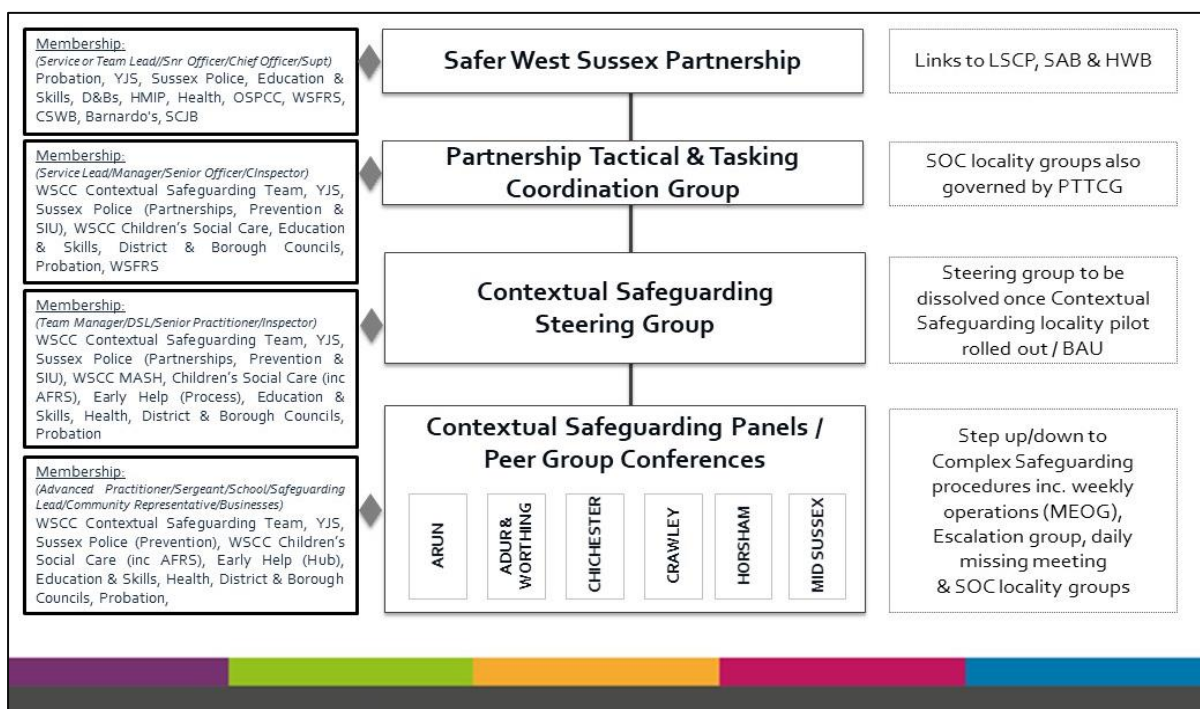 Membership:
(Service or Team Lead//Snr Officer/Chief Officer/Supt)
Probation, YJS, Sussex Police, Education &
Skills, D&Bs, HMIP, Health, OSPCC, WSFRS,
CSWB, Barnardo's, SCJB
Safer West Sussex Partnership
Links to LSCP, SAB & HWB
Membership:
(Service Lead/Manager/Senior Officer/CInspector)
WSCC Contextual Safeguarding Team, YJS,
Sussex Police (Partnerships, Prevention &
SIU), WSCC Children's Social Care, Education
& Skills, District & Borough Councils,
Probation, WSFRS
Partnership Tactical & Tasking
Coordination Group
SOC locality groups also
governed by PTTCG
Membership:
(Team Manager/DSL/Senior Practitioner/Inspector)
WSCC Contextual Safeguarding Team, YJS,
Sussex Police (Partnerships, Prevention &
SIU), WSCC MASH, Children's Social Care (inc
AFRS), Early Help (Process), Education &
Skills, Health, District & Borough Councils,
Probation
Contextual Safeguarding
Steering Group
Steering group to be
dissolved once Contextual
Safeguarding locality pilot
rolled out / BAU
Membership:
(Advanced Practitioner/Sergeant/School/Safeguarding
Lead/Community Representative/Businesses)
WSCC Contextual Safeguarding Team, YJS,
Sussex Police (Prevention), WSCC Children's
Social Care (inc AFRS), Early Help (Hub),
Education & Skills, Health, District & Borough
Councils, Probation,
Contextual Safeguarding Panels /
Peer Group Conferences
ARUN
ADUR &
WORTHING
CHICHESTER
CRAWLEY
HORSHAM
MID SUSSEX
Step up/down to
Complex Safeguarding
procedures inc. weekly
operations (MEOG),
Escalation group, daily
missing meeting
& SOC locality groups